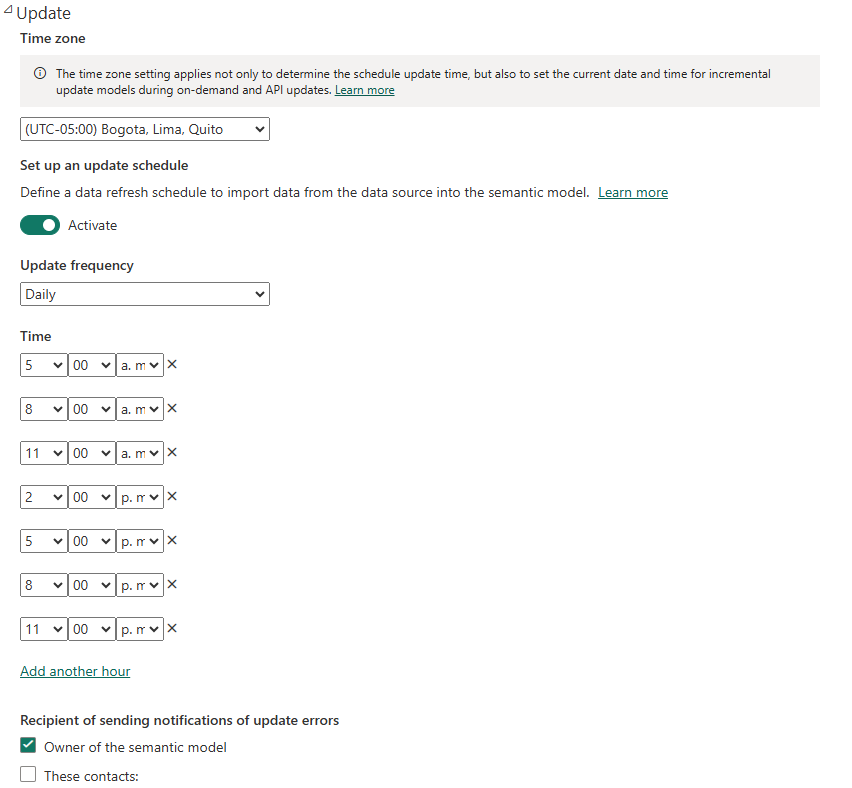 Update
Time zone
The time zone setting applies not only to determine the schedule update time, but also to set the current date and time for incremental
update models during on-demand and API updates. Learn more
(UTC-05:00) Bogota, Lima, Quito
Set up an update schedule
Define a data refresh schedule to import data from the data source into the semantic model. Learn more
Activate
Update frequency
Daily
Time
5 00 a. m
8 00 a. m
11 00 a. m
2 00 p. m
5 00 p. m
8 00 p. m
11 00 p. m
Add another hour
Recipient of sending notifications of update errors
Owner of the semantic model
These contacts: